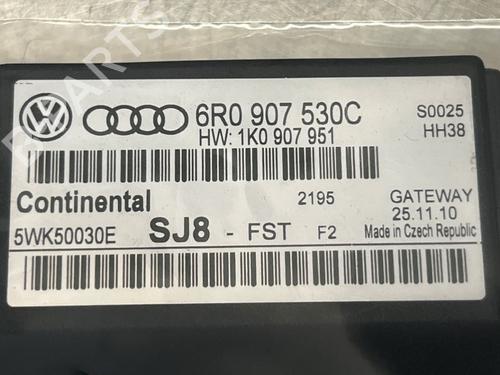 6R0 907 530C
HW: 1K0 907 951
S0025
HH38
Continental
2195
GATEWAY
25.11.10
5WK50030E SJ8 - FST F2 Made in Czech Republic
B-PARTS